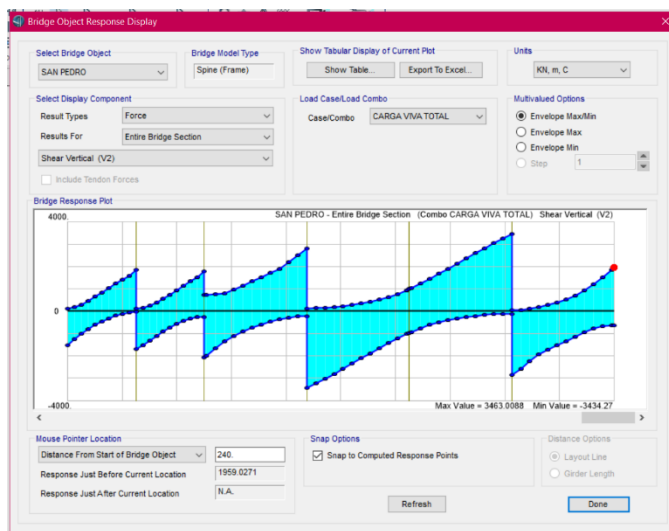 Bridge Object Response Display
Select Bridge Object
SAN PEDRO
Bridge Model Type
Spine (Frame)
Show Tabular Display of Current Plot
Show Table...
Export To Excel...
Units
KN, m, C
Select Display Component
Result Types
Force
Results For
Entire Bridge Section
Shear Vertical (V2)
Include Tendon Forces
Load Case/Load Combo
Case/Combo
CARGA VIVA TOTAL
Multivalued Options
Envelope Max/Min
Envelope Max
Envelope Min
Step
1
Bridge Response Plot
4000.
SAN PEDRO - Entire Bridge Section (Combo CARGA VIVA TOTAL) Shear Vertical (V2)
0
-4000.
Max Value = 3463.0088 Min Value = -3434.27
Mouse Pointer Location
Distance From Start of Bridge Object
240.
Response Just Before Current Location
1959.0271
Response Just After Current Location
N.A.
Snap Options
Snap to Computed Response Points
Distance Options
Layout Line
Girder Length
Refresh
Done